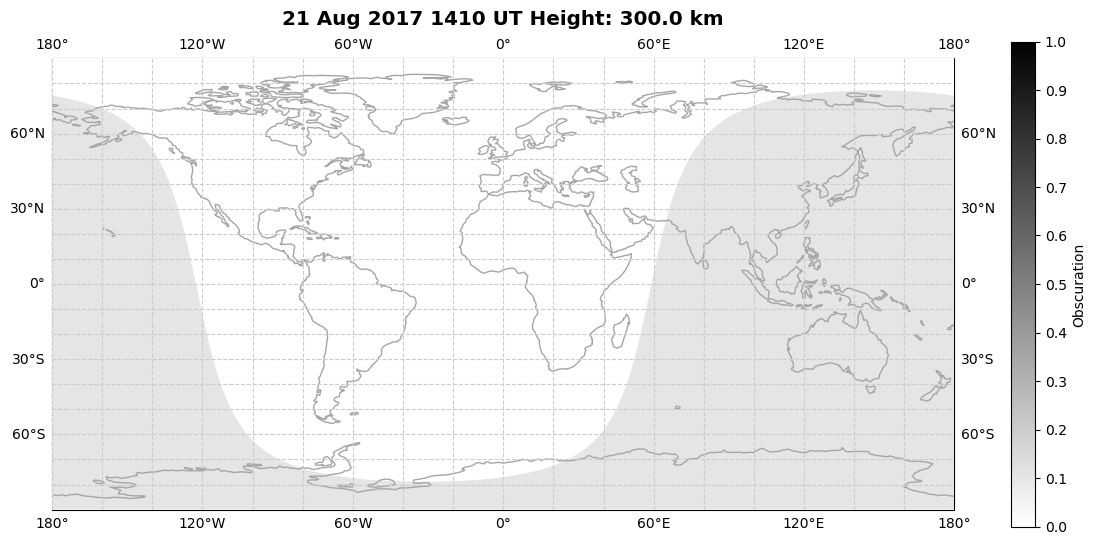 21 Aug 2017 1410 UT Height: 300.0 km
180° 120°W 60°W 0° 60°E 120°E 180°
60°N 60°N
30°N 30°N
0° 0°
30°S 30°S
60°S 60°S
180° 120°W 60°W 0° 60°E 120°E 180°
1.0
0.9
0.8
0.7
0.6
0.5
0.4
0.3
0.2
0.1
0.0
Obscuration